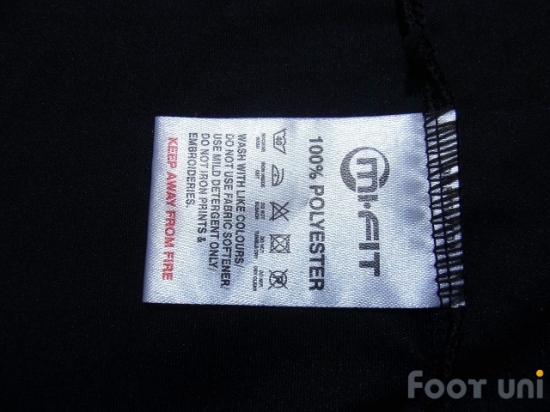 Mi-FIT
100% POLYESTER
WASH WITH LIKE COLOURS/
DO NOT USE FABRIC SOFTENER,
USE MILD DETERGENT ONLY,
DO NOT IRON PRINTS &
EMBROIDERIES.
KEEP AWAY FROM FIRE
Foot uni